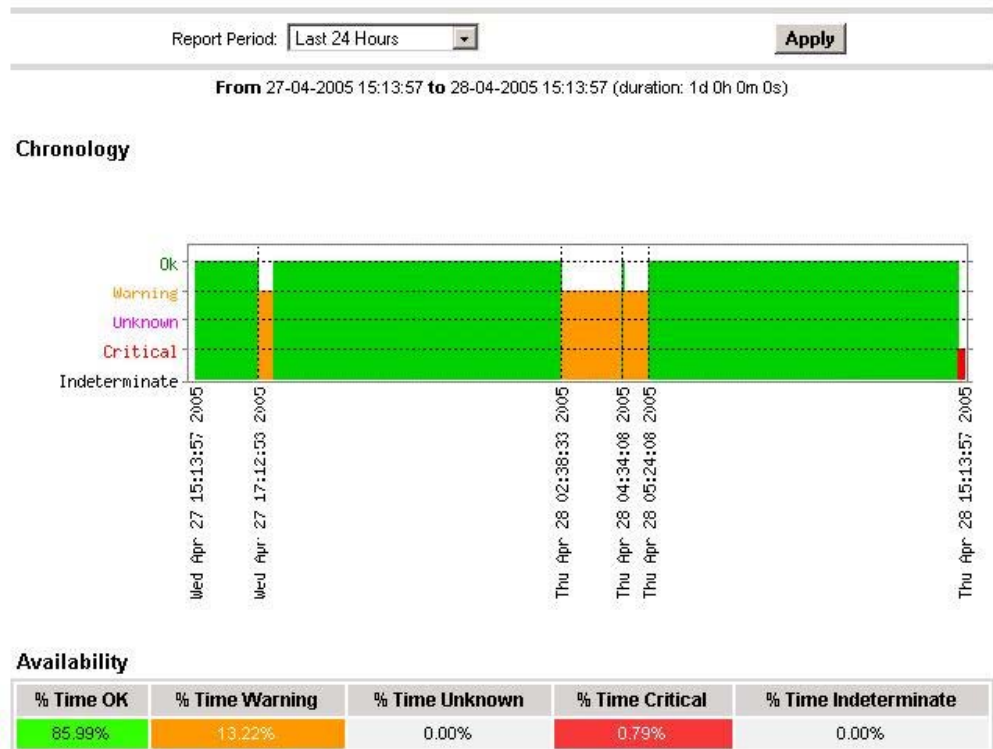 Report Period: Last 24 Hours Apply
From 27-04-2005 15:13:57 to 28-04-2005 15:13:57 (duration: 1d 0h 0m 0s)
Chronology
Ok
Warning
Unknown
Critical
Indeterminate
Wed Apr 27 15:13:57 2005
Wed Apr 27 17:12:53 2005
Thu Apr 28 02:38:33 2005
Thu Apr 28 04:34:08 2005
Thu Apr 28 05:24:08 2005
Thu Apr 28 15:13:57 2005
Availability
% Time OK % Time Warning % Time Unknown % Time Critical % Time Indeterminate
85.99% 13.22% 0.00% 0.79% 0.00%